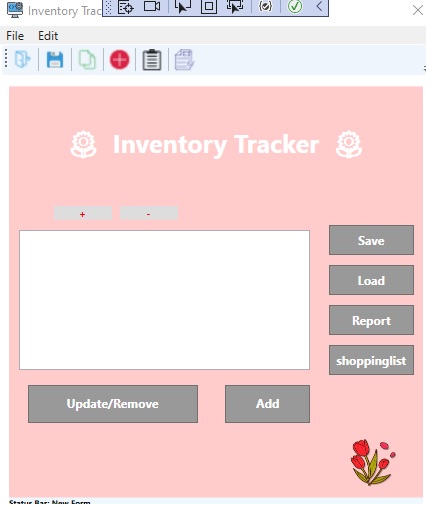 Inventory Trac
File Edit
Inventory Tracker
+ -
Save
Load
Report
shoppinglist
Update/Remove Add
Status Bar: New Form